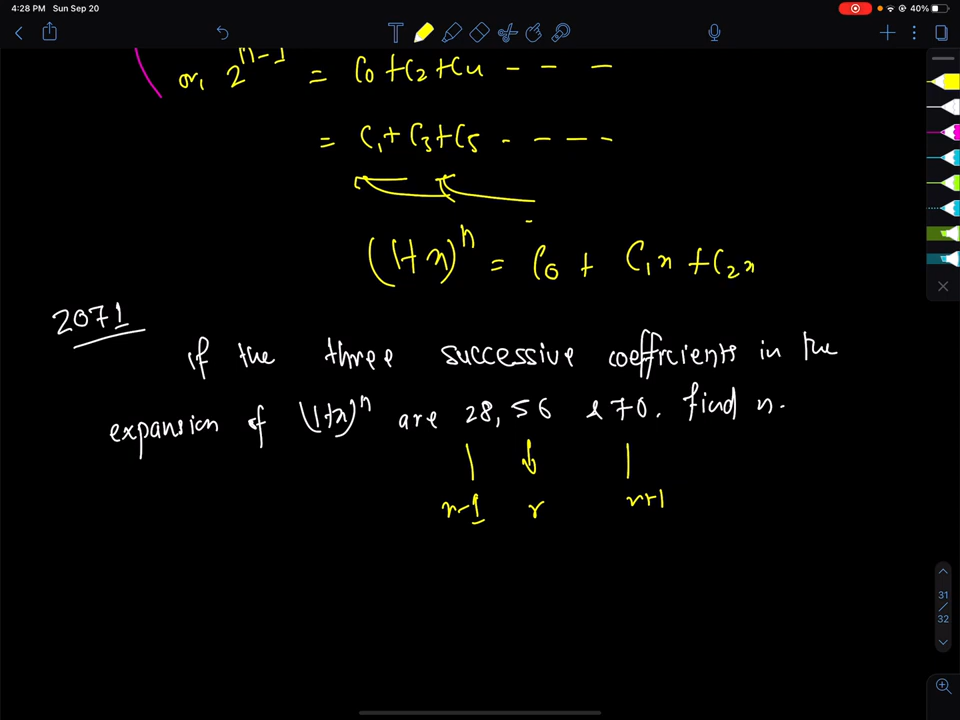 4:28 PM Sun Sep 20
40%
or, 2^{n-1} = C0 + C2 + C4 - - -
= C1 + C3 + C5 - - - - -
(1+x)^n = C0 + C1x + C2x
2071
if the three successive coefficients in the
expansion of (1+x)^n are 28, 56 & 70. find n.
r-1 r r+1
31
/
32